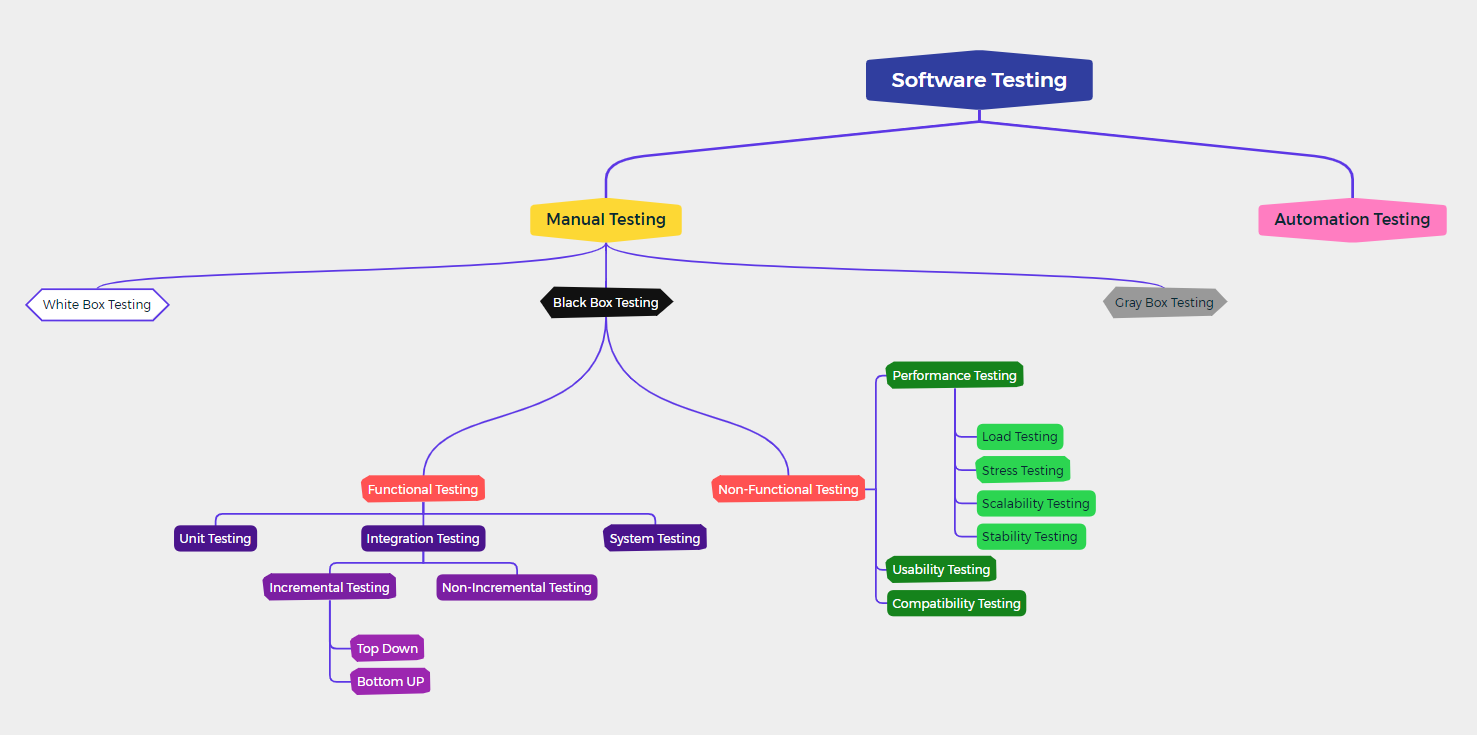 Software Testing
Manual Testing
Automation Testing
White Box Testing
Black Box Testing
Gray Box Testing
Functional Testing
Unit Testing
Integration Testing
System Testing
Incremental Testing
Non-Incremental Testing
Top Down
Bottom UP
Non-Functional Testing
Performance Testing
Load Testing
Stress Testing
Scalability Testing
Stability Testing
Usability Testing
Compatibility Testing